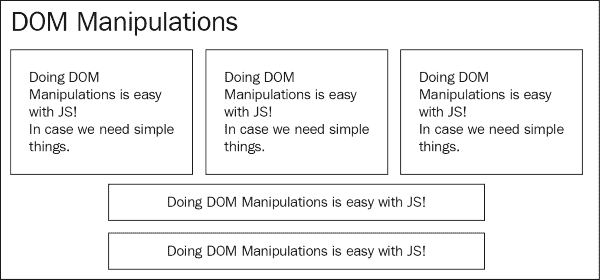 DOM Manipulations
Doing DOM
Manipulations is easy
with JS!
In case we need simple
things.
Doing DOM
Manipulations is easy
with JS!
In case we need simple
things.
Doing DOM
Manipulations is easy
with JS!
In case we need simple
things.
Doing DOM Manipulations is easy with JS!
Doing DOM Manipulations is easy with JS!